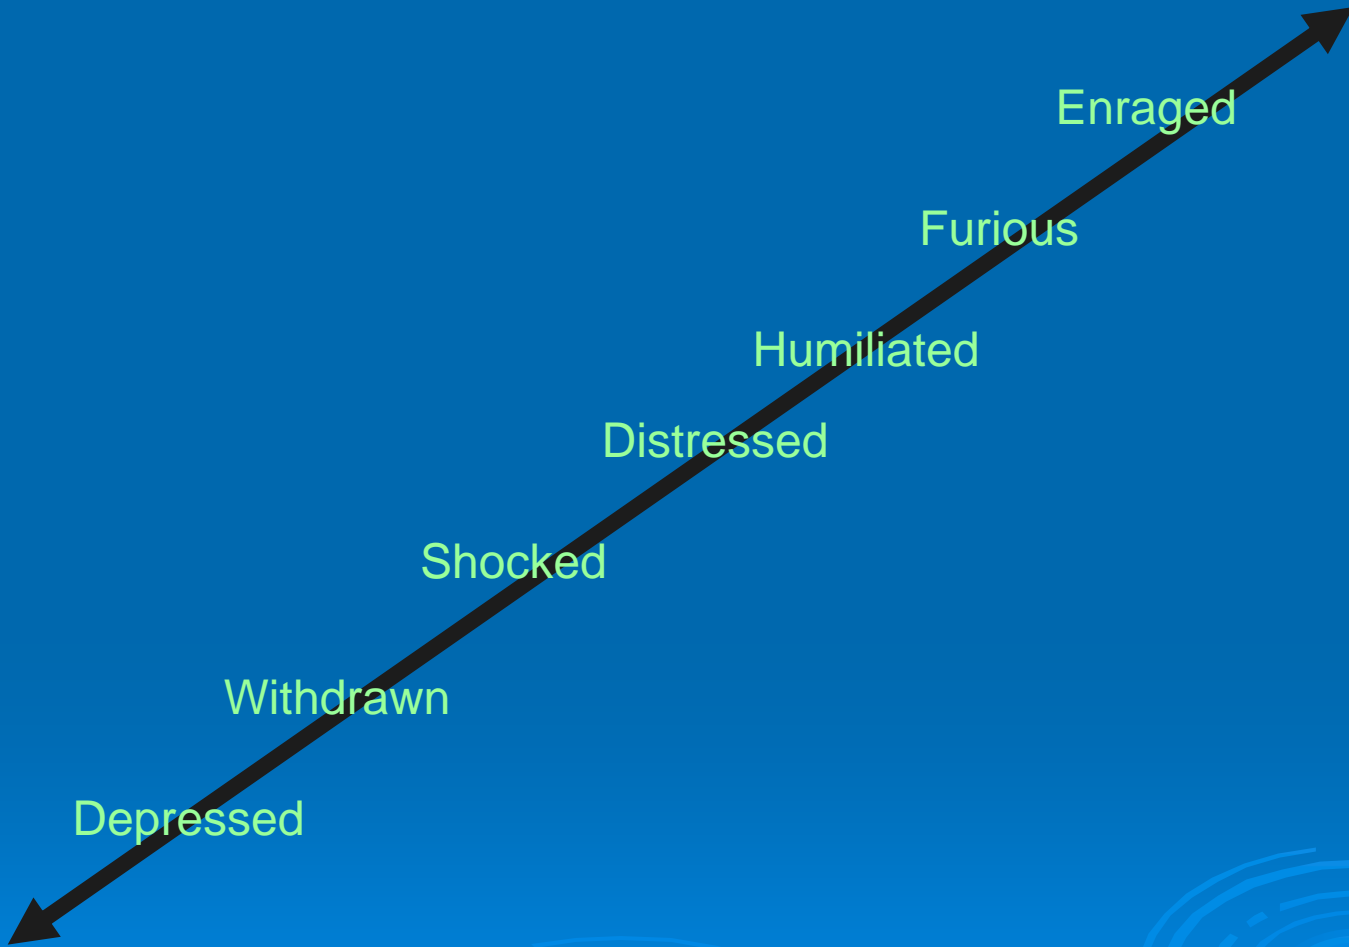 Enraged
Furious
Humiliated
Distressed
Shocked
Withdrawn
Depressed